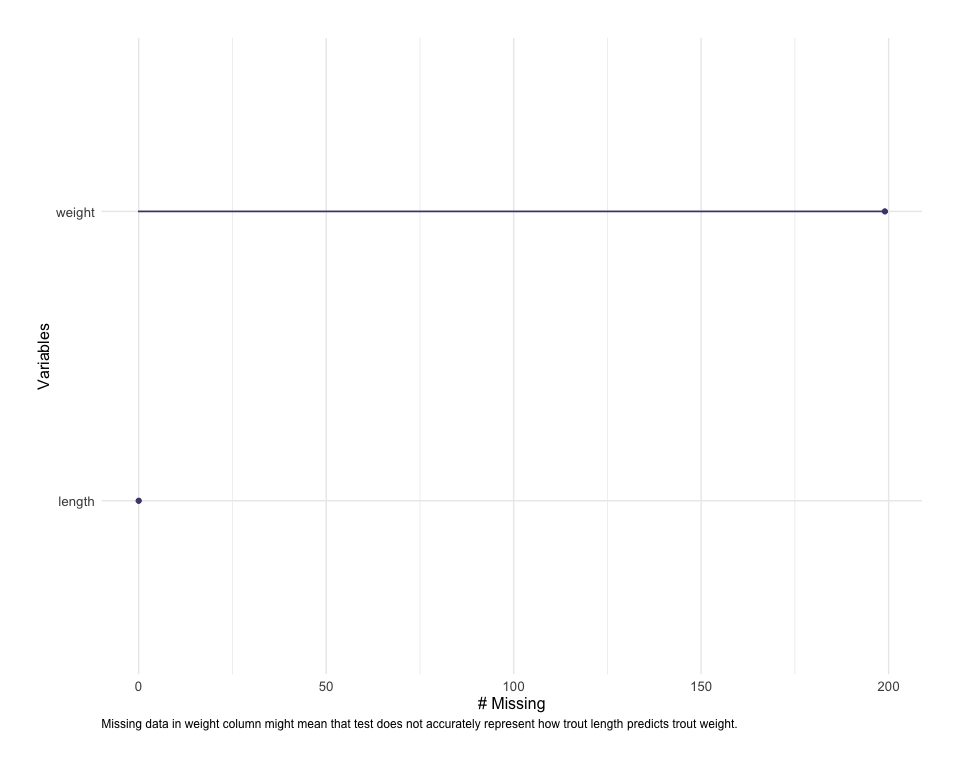 weight
Variables
length
0 50 100 150 200
# Missing
Missing data in weight column might mean that test does not accurately represent how trout length predicts trout weight.